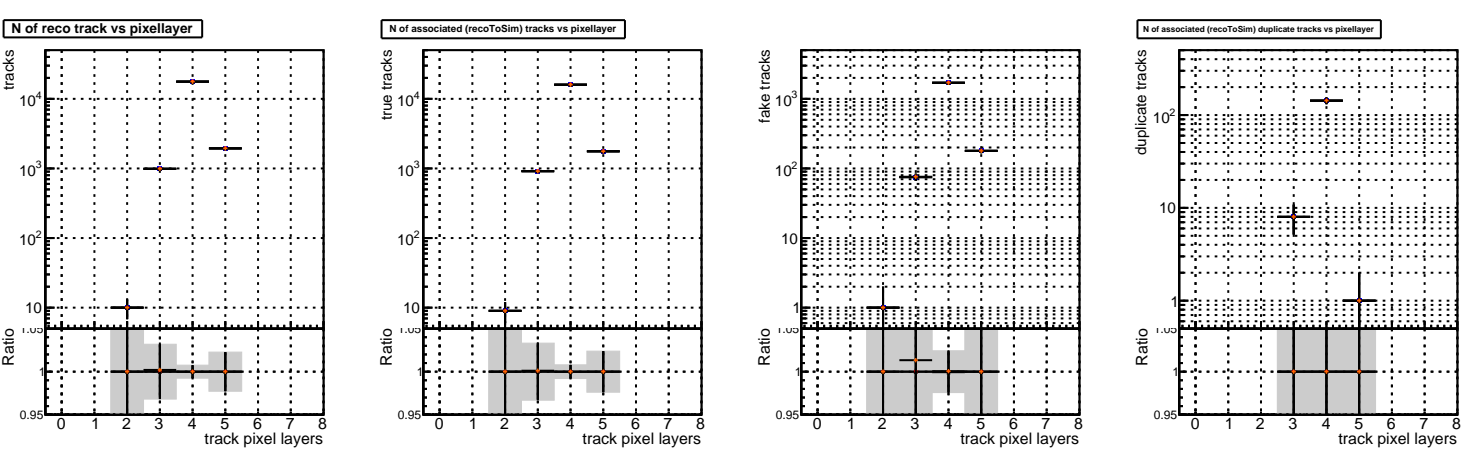 N of reco track vs pixellayer
tracks
10^4
10^3
10^2
10
Ratio
1.05
1
0.95
0 1 2 3 4 5 6 7 8
track pixel layers
N of associated (recoToSim) tracks vs pixellayer
true tracks
10^4
10^3
10^2
10
Ratio
1.05
1
0.95
0 1 2 3 4 5 6 7 8
track pixel layers
fake tracks
10^3
10^2
10
1
Ratio
1.05
1
0.95
0 1 2 3 4 5 6 7 8
track pixel layers
N of associated (recoToSim) duplicate tracks vs pixellayer
duplicate tracks
10^2
10
1
Ratio
1.05
1
0.95
0 1 2 3 4 5 6 7 8
track pixel layers